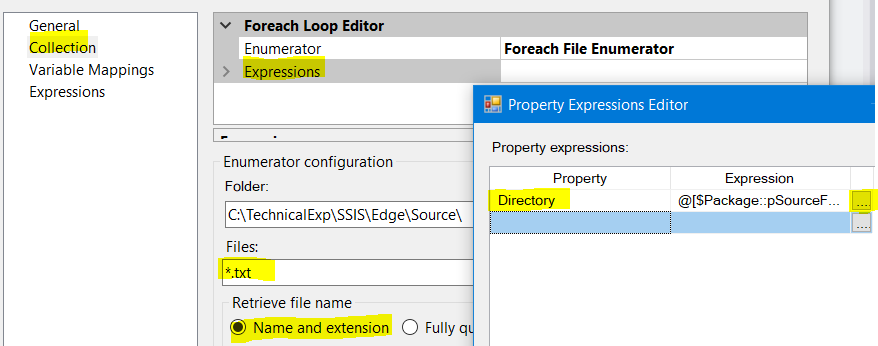 General
Collection
Variable Mappings
Expressions
Foreach Loop Editor
Enumerator Foreach File Enumerator
Expressions
Enumerator configuration
Folder:
C:\TechnicalExp\SSIS\Edge\Source\
Files:
*.txt
Retrieve file name
Name and extension Fully qu
Property Expressions Editor
Property expressions:
Property Expression
Directory @[$Package::pSourceF... ...
...